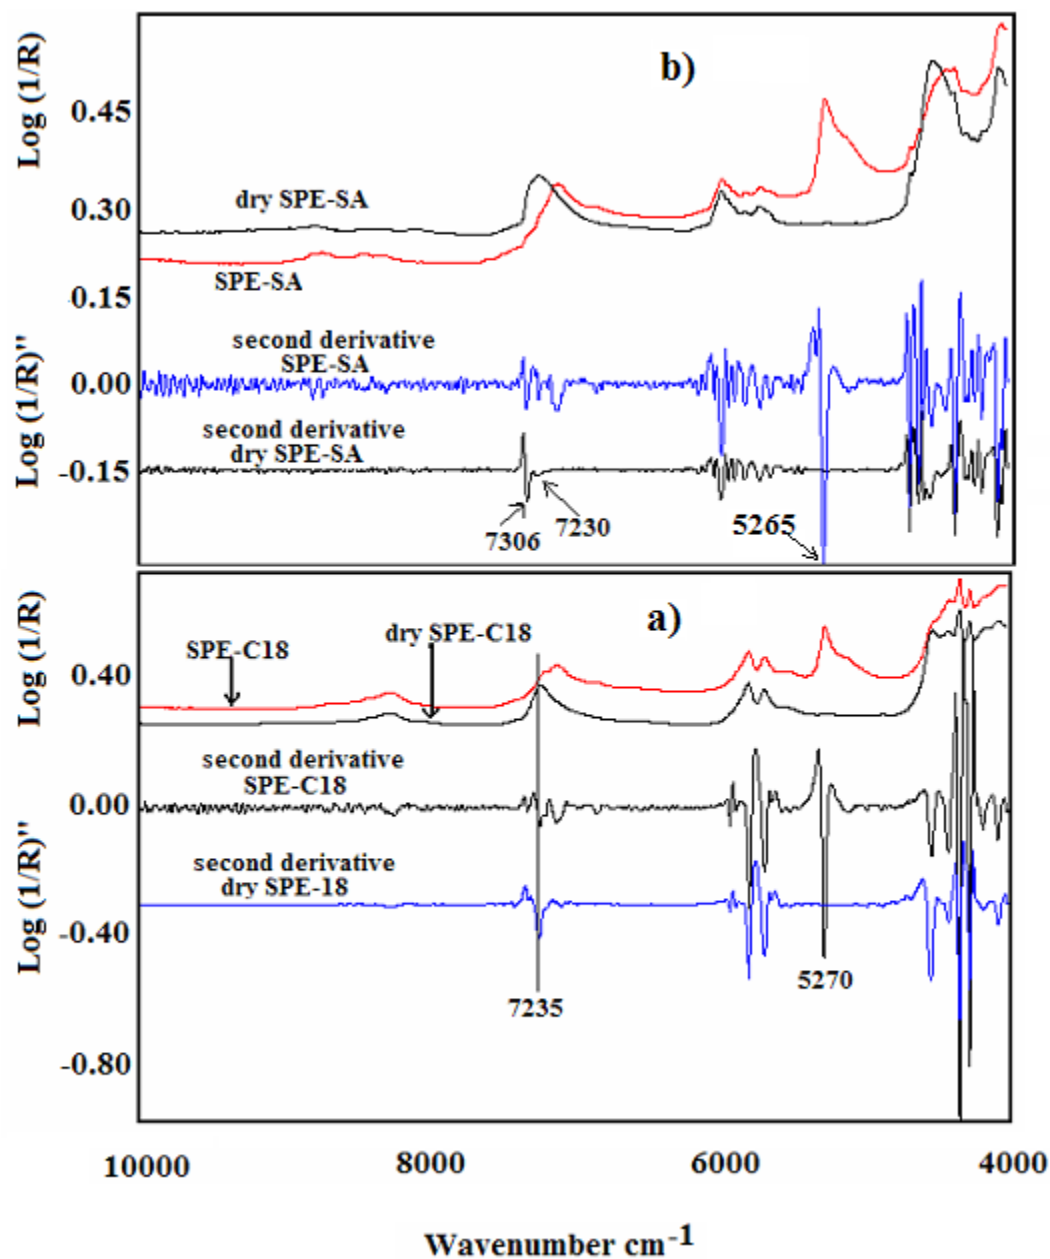 b)
Log (1/R)
0.45
dry SPE-SA
0.30
SPE-SA
0.15
second derivative
SPE-SA
Log (1/R)"
0.00
second derivative
dry SPE-SA
-0.15
7306
7230
5265
a)
Log (1/R)
SPE-C18
dry SPE-C18
0.40
second derivative
SPE-C18
0.00
Log (1/R)"
second derivative
dry SPE-18
-0.40
5270
7235
-0.80
10000 8000 6000 4000
Wavenumber cm-1